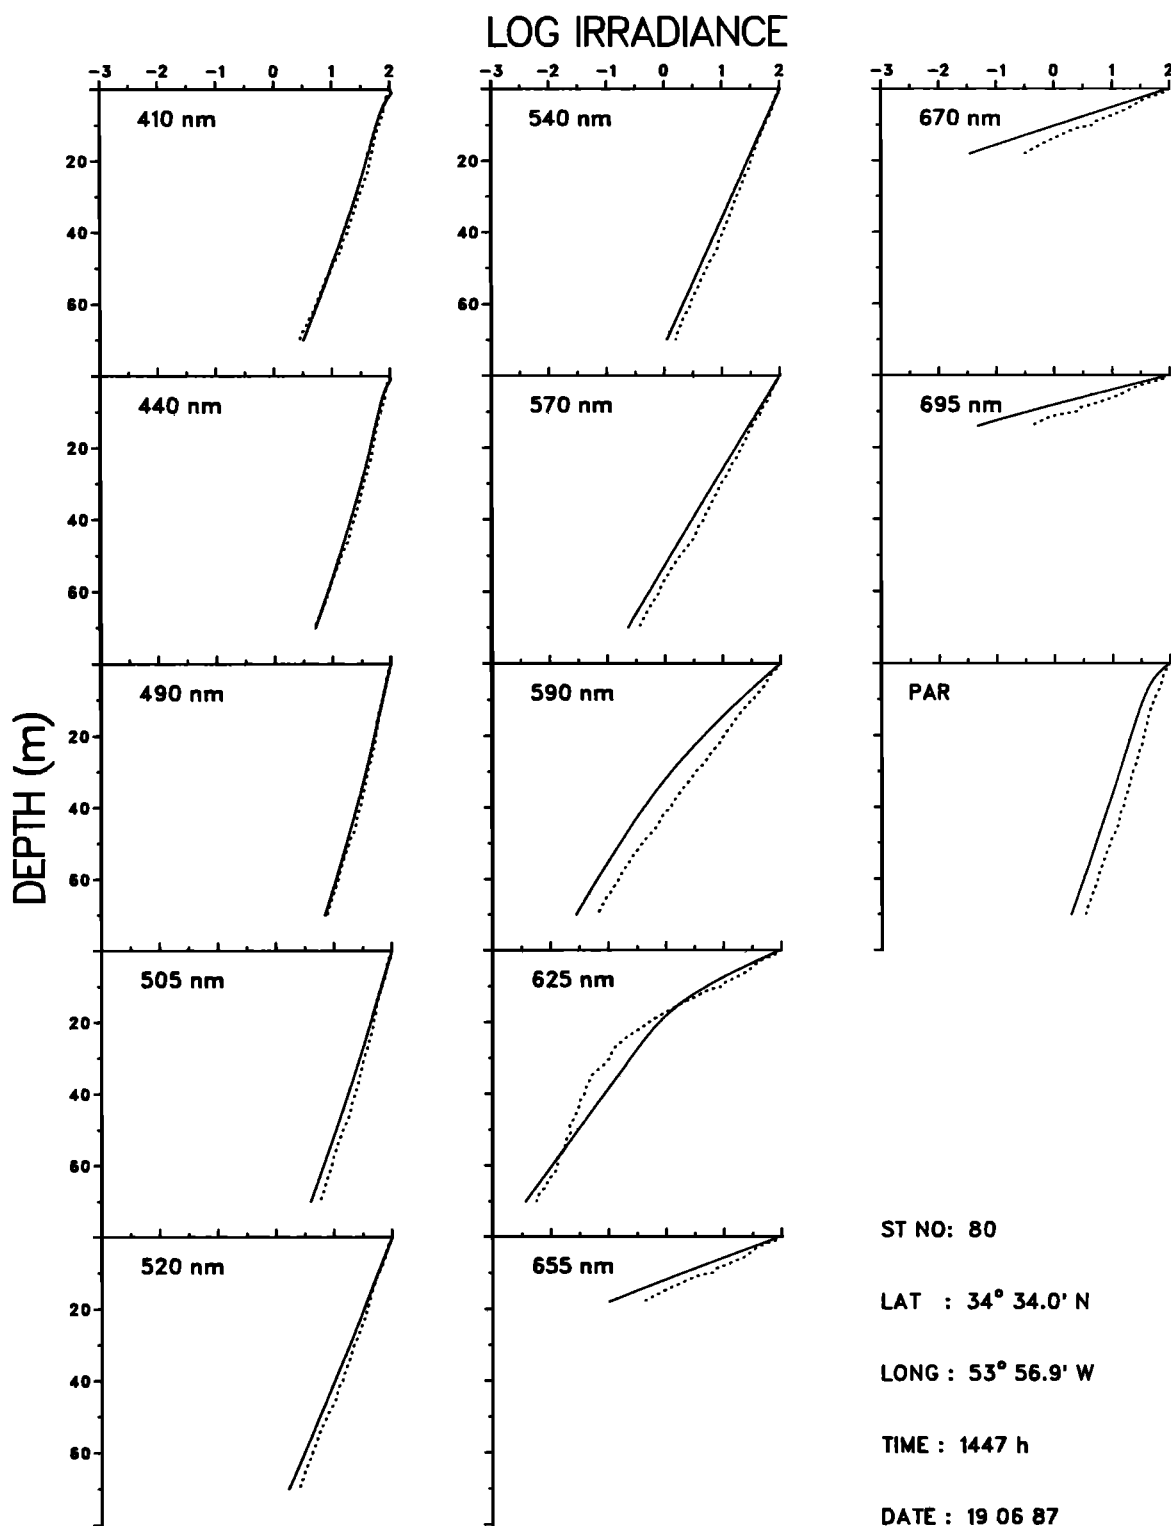 LOG IRRADIANCE
-3 -2 -1 0 1 2
-3 -2 -1 0 1 2
-3 -2 -1 0 1 2
410 nm
20
40
60
540 nm
20
40
60
670 nm
440 nm
20
40
60
570 nm
695 nm
DEPTH (m)
490 nm
20
40
60
590 nm
PAR
505 nm
20
40
60
625 nm
520 nm
20
40
60
655 nm
ST NO: 80
LAT : 34° 34.0' N
LONG : 53° 56.9' W
TIME : 1447 h
DATE : 19 06 87